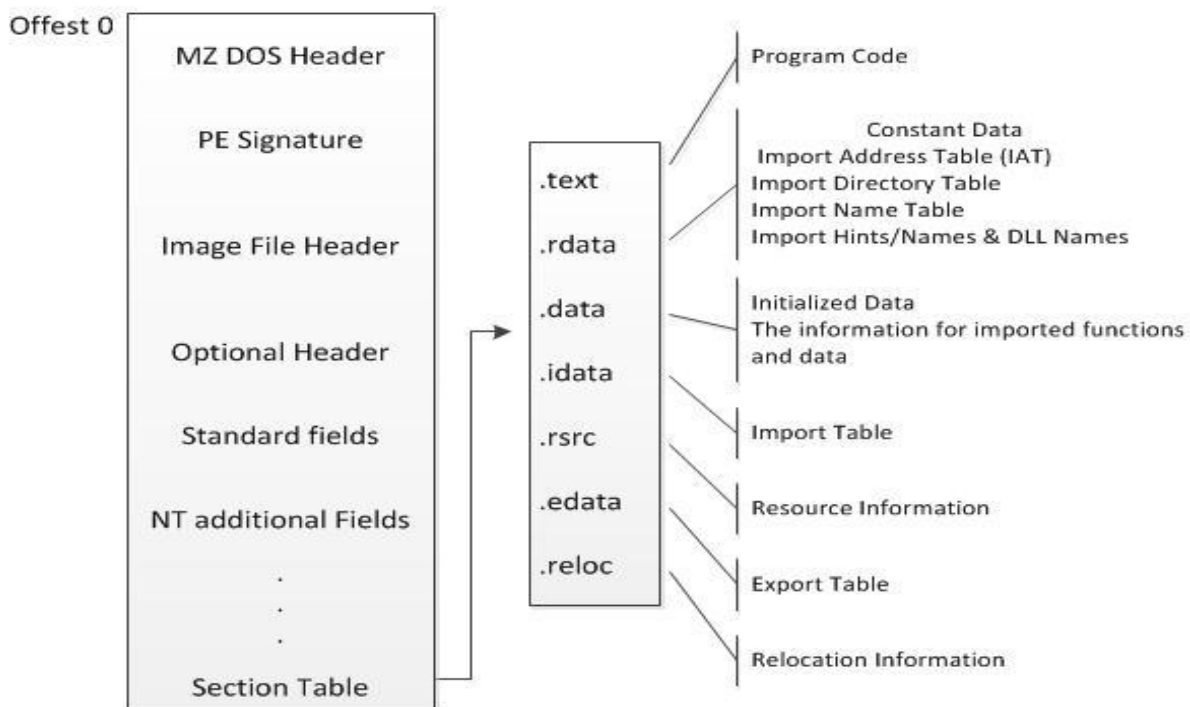 Offest 0
MZ DOS Header
PE Signature
Image File Header
Optional Header
Standard fields
NT additional Fields
.
.
.
Section Table
.text
.rdata
.data
.idata
.rsrc
.edata
.reloc
Program Code
Constant Data
Import Address Table (IAT)
Import Directory Table
Import Name Table
Import Hints/Names & DLL Names
Initialized Data
The information for imported functions
and data
Import Table
Resource Information
Export Table
Relocation Information